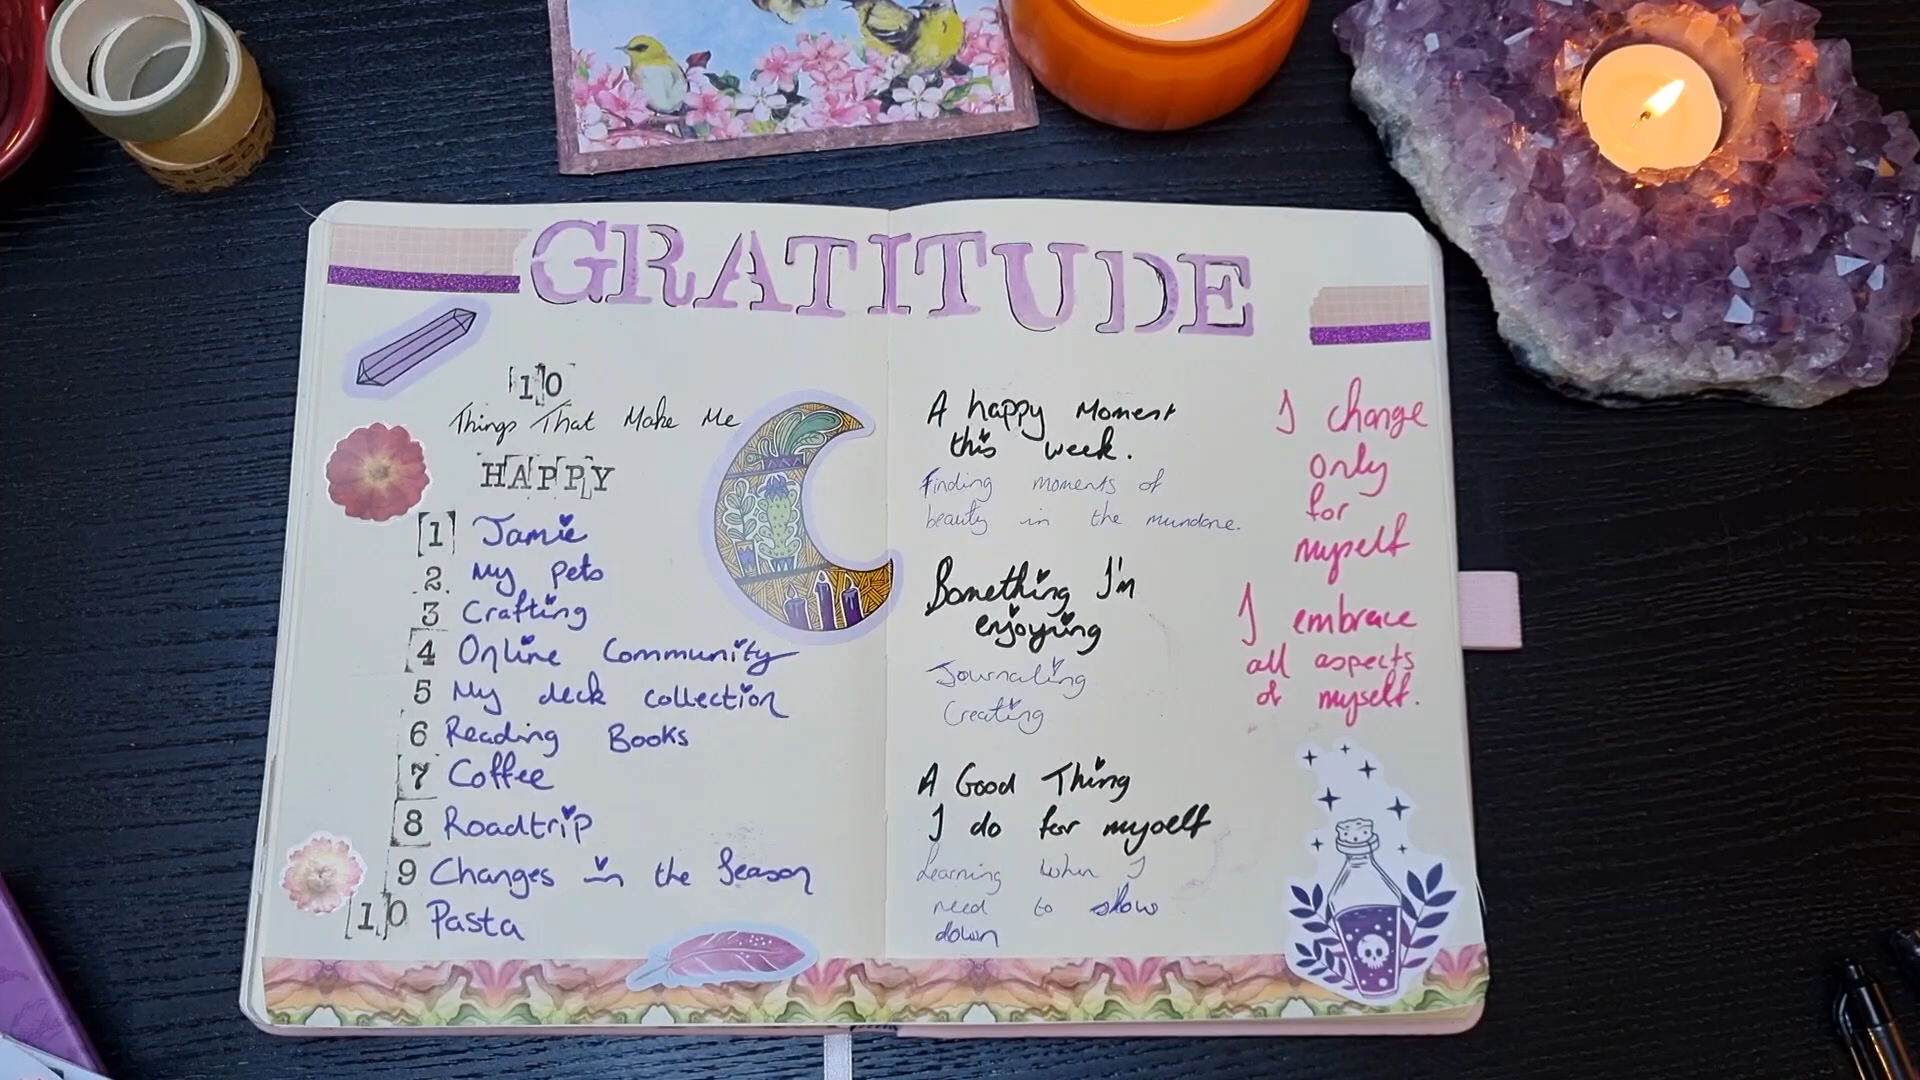 GRATITUDE
10
Things That Make Me
HAPPY
1 Jamie
2 My pets
3 Crafting
4 Online Community
5 My deck collection
6 Reading Books
7 Coffee
8 Roadtrip
9 Changes in the Season
10 Pasta
A happy Moment
this week.
Finding moments of
beauty in the mundane.
Something I'm
enjoying
Journaling
Creating
A Good Thing
I do for myself
Learning when I
need to slow
down
I change
only
for
myself
I embrace
all aspects
of myself.